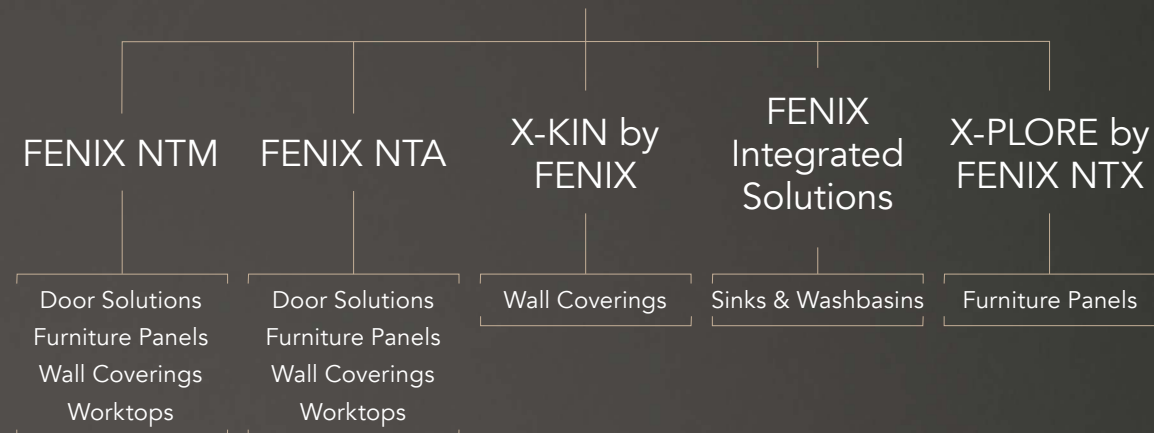 FENIX NTM
FENIX NTA
X-KIN by
FENIX
FENIX
Integrated
Solutions
X-PLORE by
FENIX NTX
Door Solutions
Furniture Panels
Wall Coverings
Worktops
Door Solutions
Furniture Panels
Wall Coverings
Worktops
Wall Coverings
Sinks & Washbasins
Furniture Panels